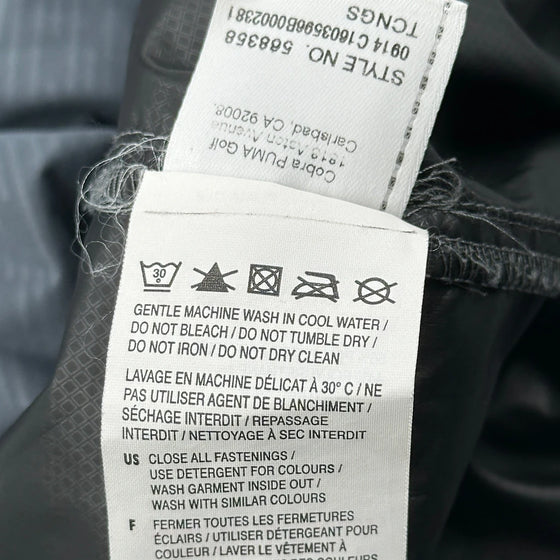 Cobra PUMA Golf
1913 Aston Avenue
Carlsbad, CA 92008.
STYLE NO. 568358
0914 C1603596B0002381
TCNGS
30°
GENTLE MACHINE WASH IN COOL WATER /
DO NOT BLEACH / DO NOT TUMBLE DRY /
DO NOT IRON / DO NOT DRY CLEAN
LAVAGE EN MACHINE DÉLICAT À 30° C / NE
PAS UTILISER AGENT DE BLANCHIMENT /
SÉCHAGE INTERDIT / REPASSAGE
INTERDIT / NETTOYAGE À SEC INTERDIT
US CLOSE ALL FASTENINGS /
USE DETERGENT FOR COLOURS /
WASH GARMENT INSIDE OUT /
WASH WITH SIMILAR COLOURS
F FERMER TOUTES LES FERMETURES
ÉCLAIRS / UTILISER DÉTERGENT POUR
COULEUR / LAVER LE VÊTEMENT À
COULEURS